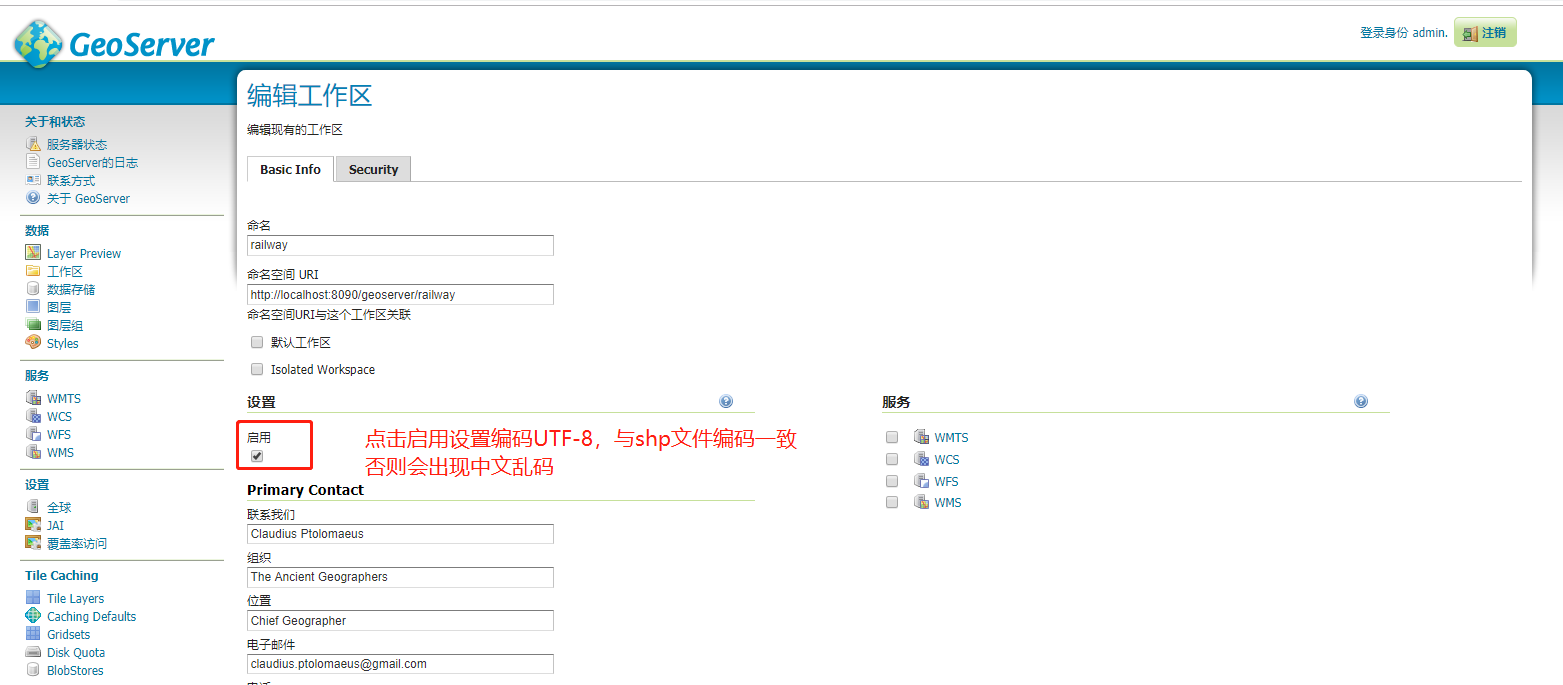 GeoServer
登录身份 admin.
注销
编辑工作区
编辑现有的工作区
Basic Info
Security
关于和状态
服务器状态
GeoServer的日志
联系方式
关于 GeoServer
数据
Layer Preview
工作区
数据存储
图层
图层组
Styles
服务
WMTS
WCS
WFS
WMS
设置
全球
JAI
覆盖率访问
Tile Caching
Tile Layers
Caching Defaults
Gridsets
Disk Quota
BlobStores
命名
railway
命名空间 URI
http://localhost:8090/geoserver/railway
命名空间URI与这个工作区关联
默认工作区
Isolated Workspace
设置
启用
点击启用设置编码UTF-8，与shp文件编码一致
否则会出现中文乱码
Primary Contact
联系我们
Claudius Ptolomaeus
组织
The Ancient Geographers
位置
Chief Geographer
电子邮件
claudius.ptolomaeus@gmail.com
服务
WMTS
WCS
WFS
WMS